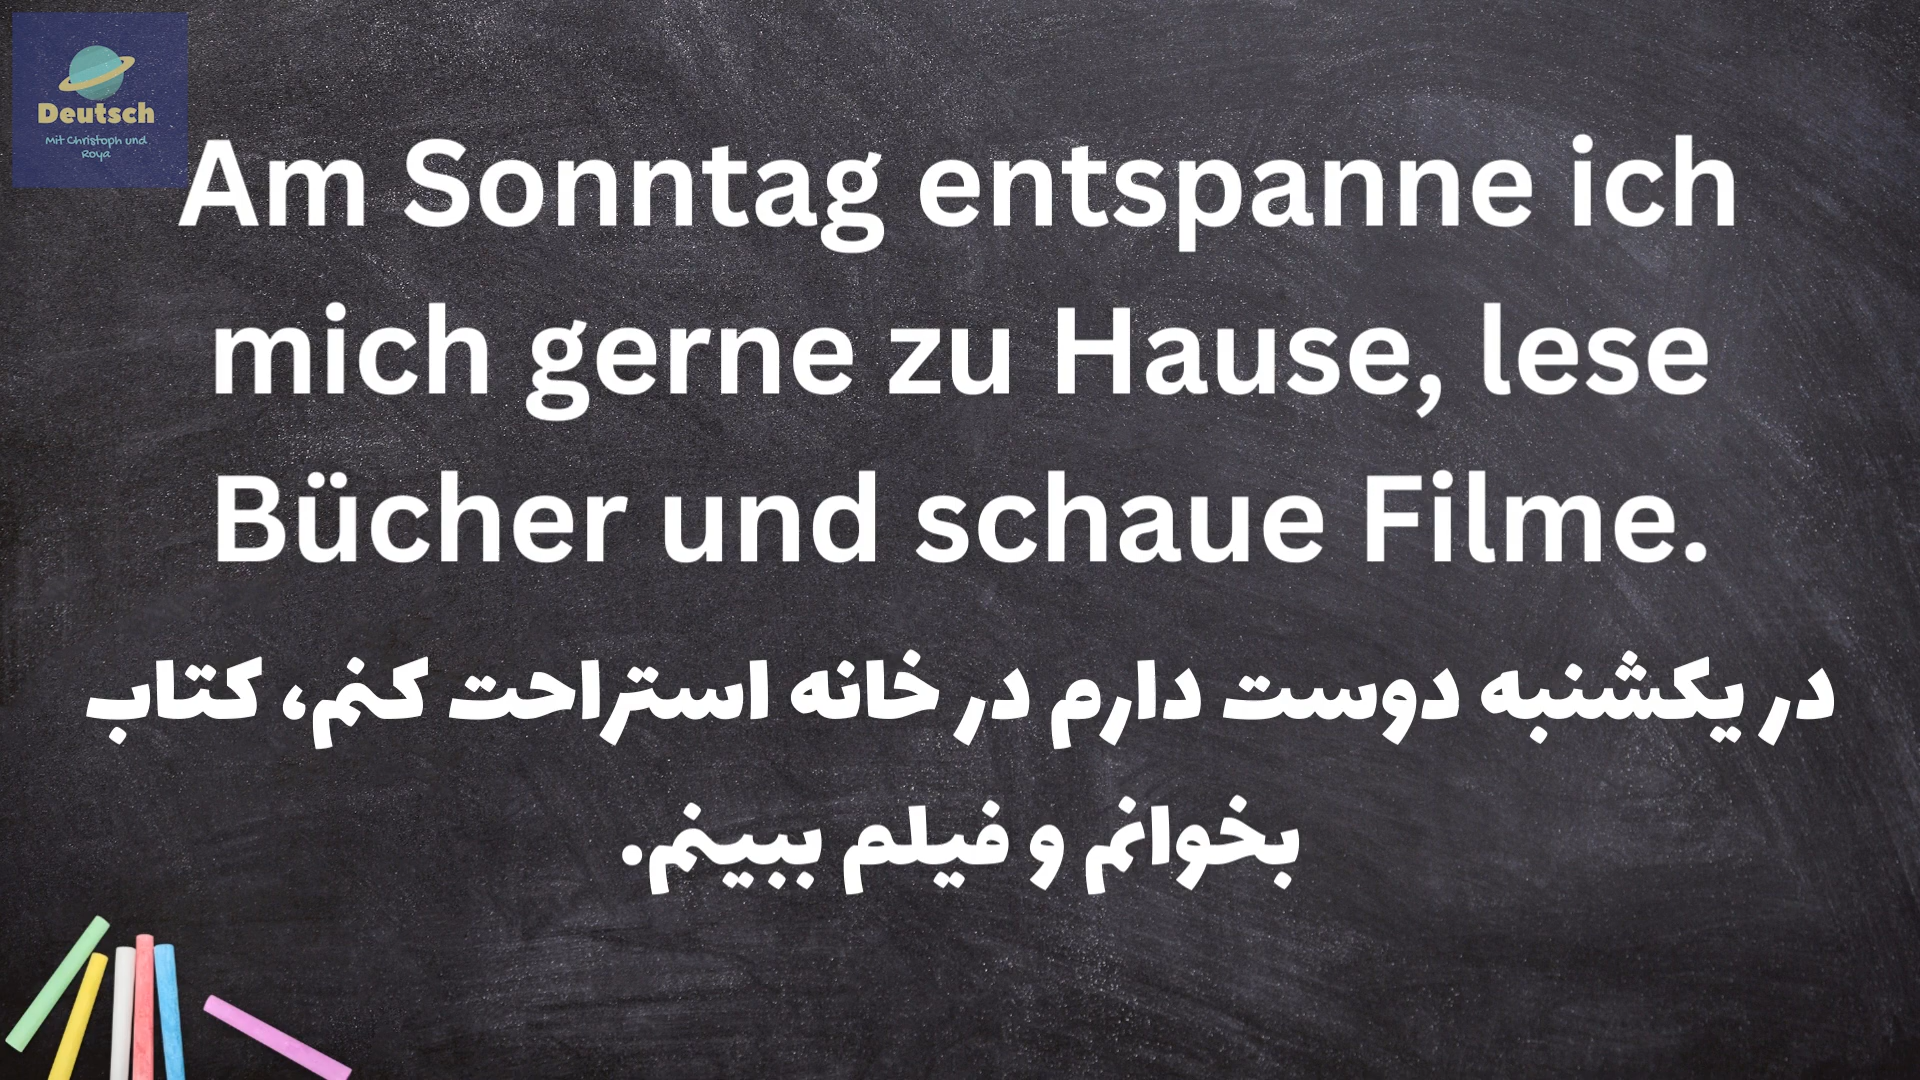 Deutsch
Mit Christoph und
Roya
Am Sonntag entspanne ich
mich gerne zu Hause, lese
Bücher und schaue Filme.
در یکشنبه دوست دارم در خانه استراحت کنم، کتاب
بخوانم و فیلم ببینم.